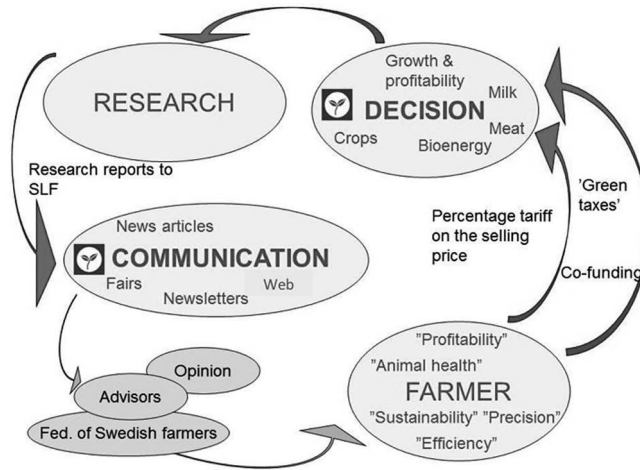 RESEARCH
Growth &
profitability
Milk
DECISION
Meat
Crops
Bioenergy
Research reports to
SLF
News articles
COMMUNICATION
Fairs
Web
Newsletters
'Green
taxes'
Percentage tariff
on the selling
price
Co-funding
Opinion
Advisors
Fed. of Swedish farmers
"Profitability"
"Animal health"
FARMER
"Sustainability" "Precision"
"Efficiency"